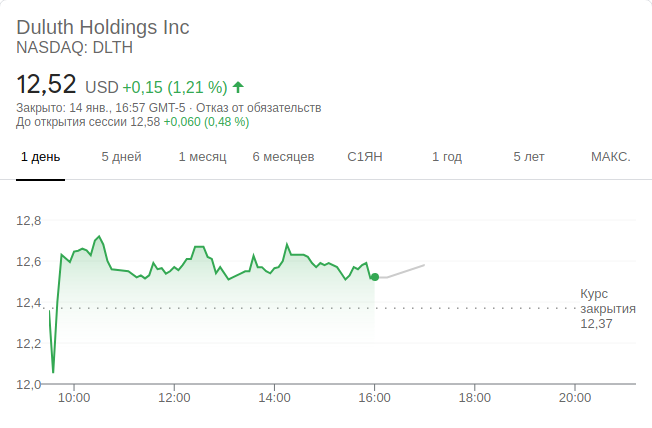 Duluth Holdings Inc
NASDAQ: DLTH
12,52 USD +0,15 (1,21 %)
Закрыто: 14 янв., 16:57 GMT-5 · Отказ от обязательств
До открытия сессии 12,58 +0,060 (0,48 %)
1 день 5 дней 1 месяц 6 месяцев С1ЯН 1 год 5 лет МАКС.
12,8
12,6
12,4
12,2
12,0
Курс
закрытия
12,37
10:00 12:00 14:00 16:00 18:00 20:00